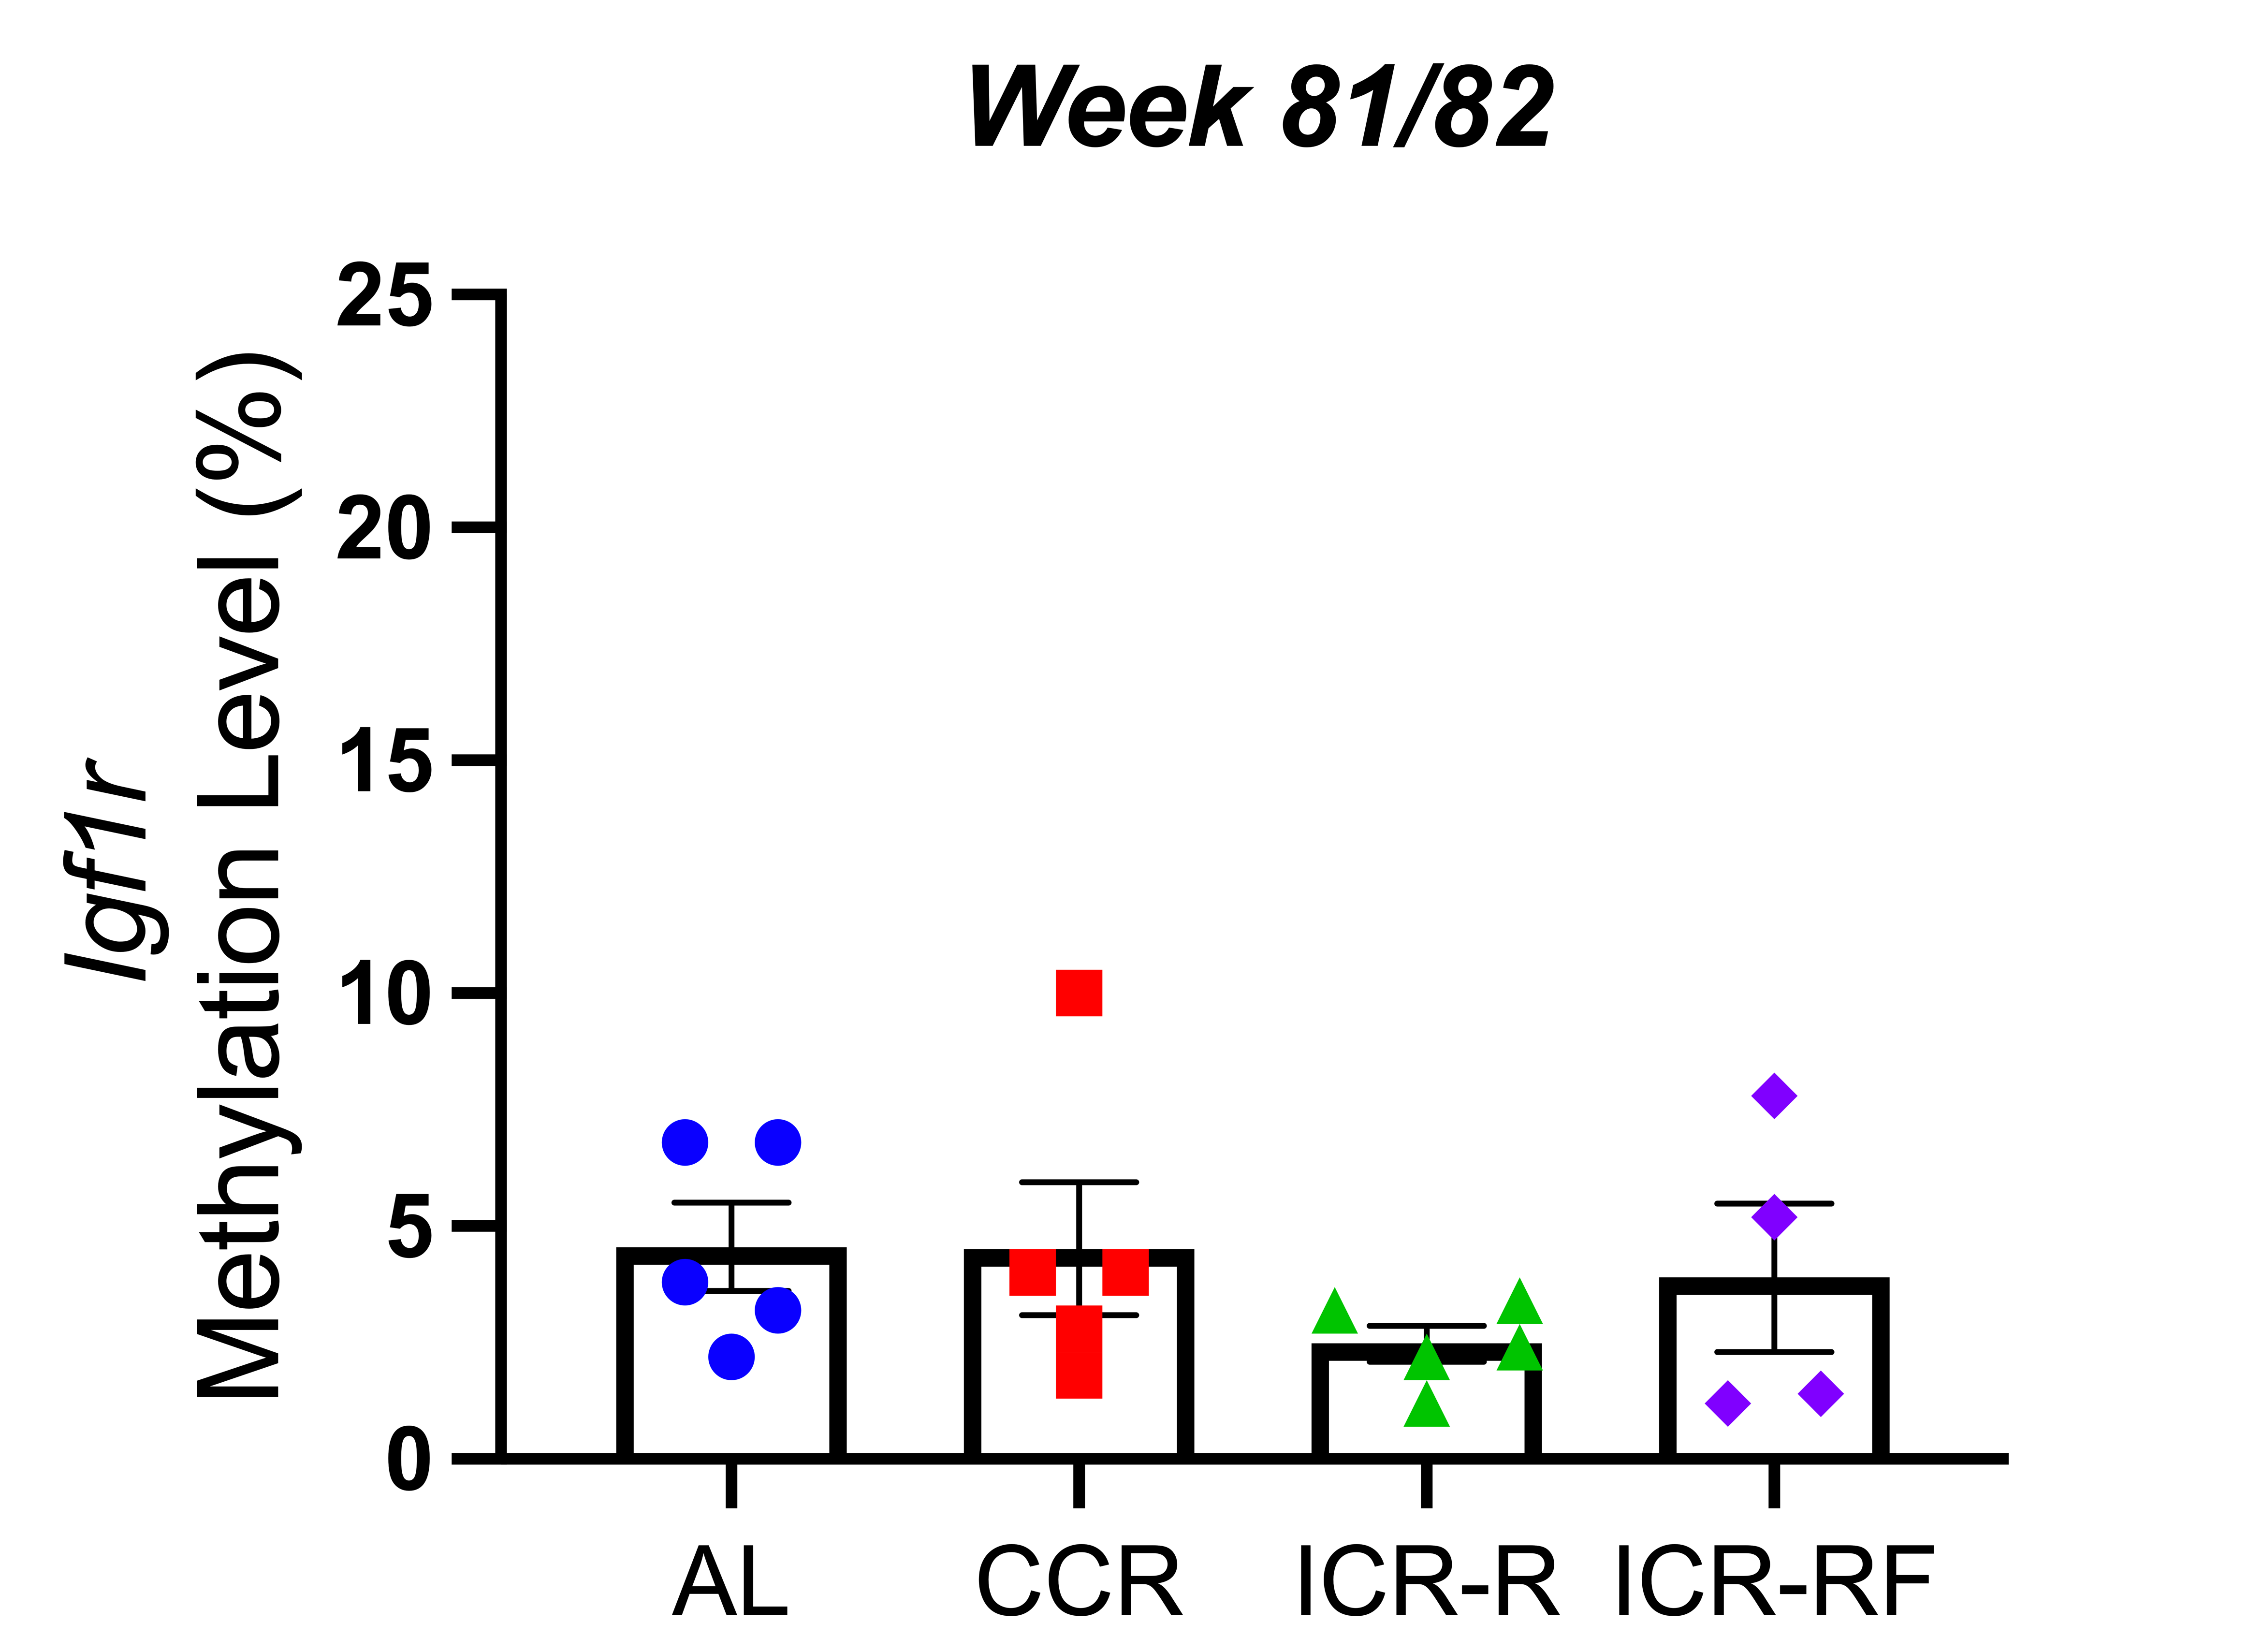 Week 81/82
Igf1r
Methylation Level (%)
25
20
15
10
5
0
AL
CCR
ICR-R
ICR-RF